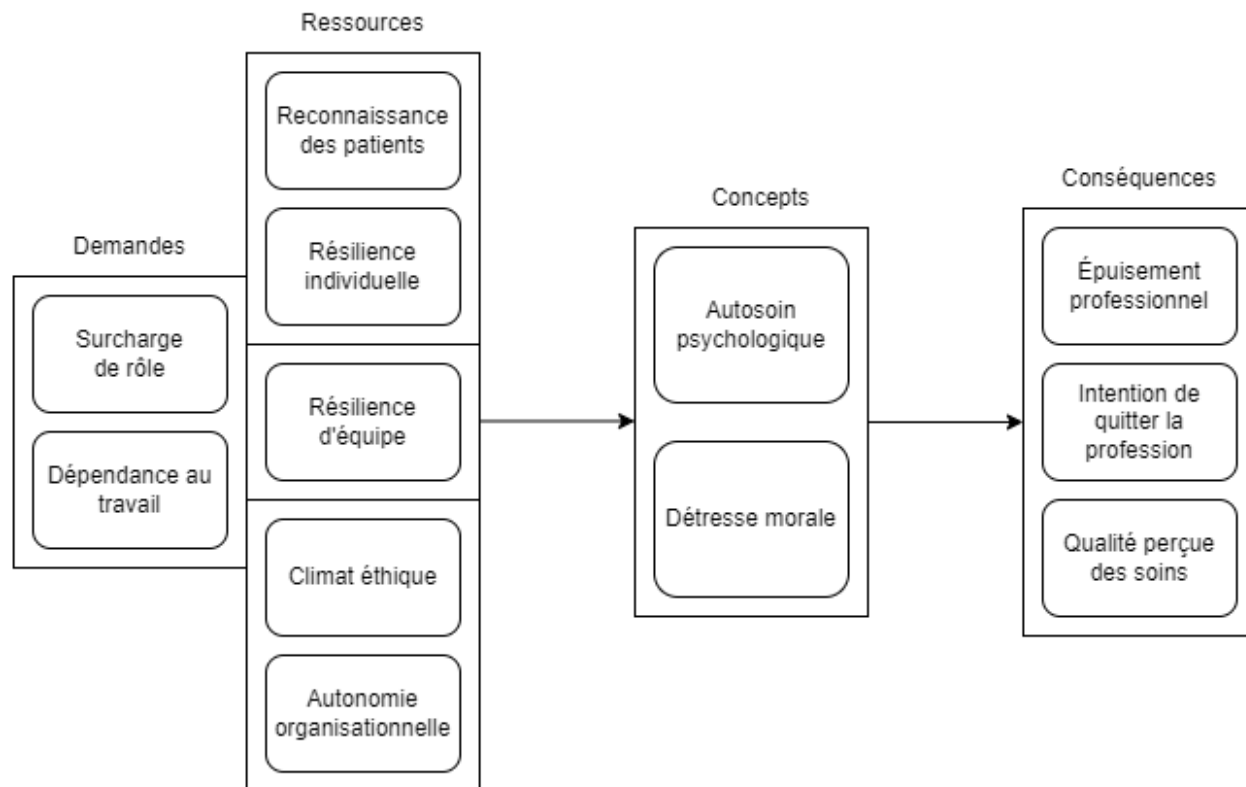 Demandes
Surcharge
de rôle
Dépendance au
travail
Ressources
Reconnaissance
des patients
Résilience
individuelle
Résilience
d'équipe
Climat éthique
Autonomie
organisationnelle
Concepts
Autosoin
psychologique
Détresse morale
Conséquences
Épuisement
professionnel
Intention de
quitter la
profession
Qualité perçue
des soins